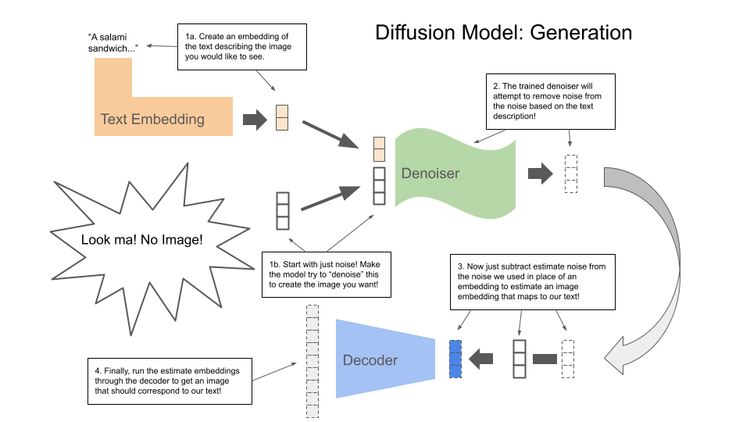 Diffusion Model: Generation
"A salami
sandwich..."
1a. Create an embedding of
the text describing the image
you would like to see.
Text Embedding
2. The trained denoiser will
attempt to remove noise from
the noise based on the text
description!
Denoiser
Look ma! No Image!
1b. Start with just noise! Make
the model try to "denoise" this
to create the image you want!
3. Now just subtract estimate noise from
the noise we used in place of an
embedding to estimate an image
embedding that maps to our text!
Decoder
4. Finally, run the estimate embeddings
through the decoder to get an image
that should correspond to our text!